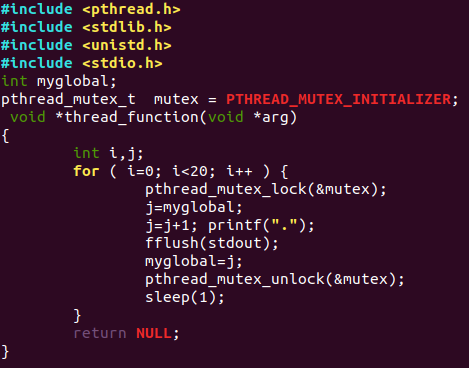 #include <pthread.h>
#include <stdlib.h>
#include <unistd.h>
#include <stdio.h>
int myglobal;
pthread_mutex_t  mutex = PTHREAD_MUTEX_INITIALIZER;
 void *thread_function(void *arg)
{
        int i,j;
        for ( i=0; i<20; i++ ) {
                pthread_mutex_lock(&mutex);
                j=myglobal;
                j=j+1; printf(".");
                fflush(stdout);
                myglobal=j;
                pthread_mutex_unlock(&mutex);
                sleep(1);
        }
        return NULL;
}